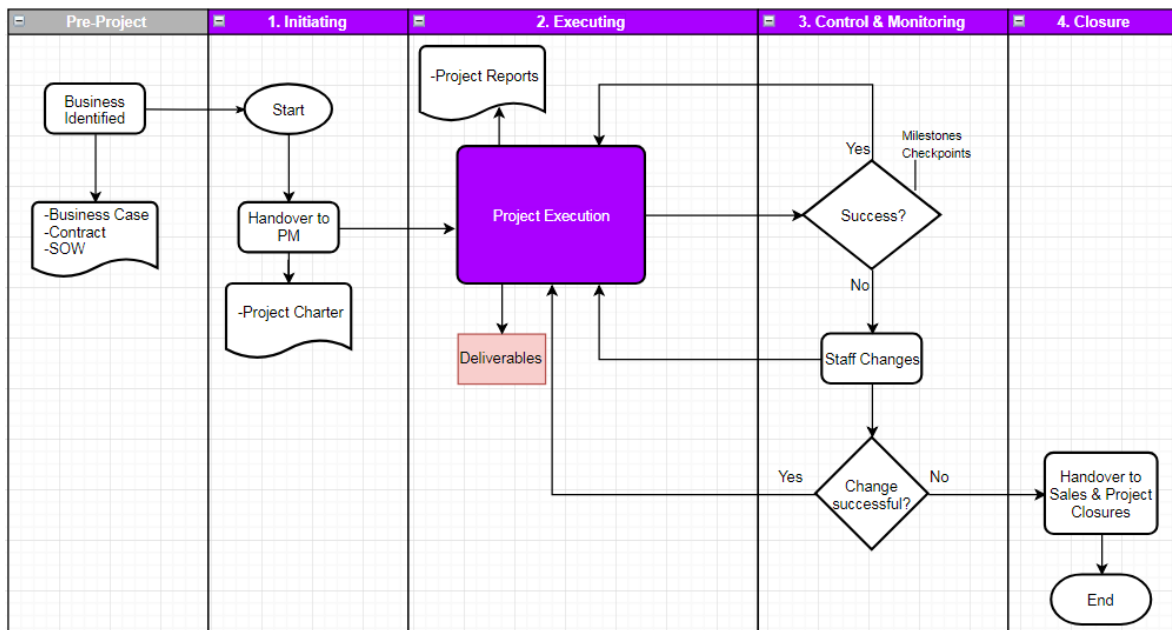 Pre-Project
1. Initiating
2. Executing
3. Control & Monitoring
4. Closure
Business
Identified
-Business Case
-Contract
-SOW
Start
Handover to
PM
-Project Charter
-Project Reports
Project Execution
Deliverables
Milestones
Checkpoints
Yes
Success?
No
Staff Changes
Yes
Change
successful?
No
Handover to
Sales & Project
Closures
End